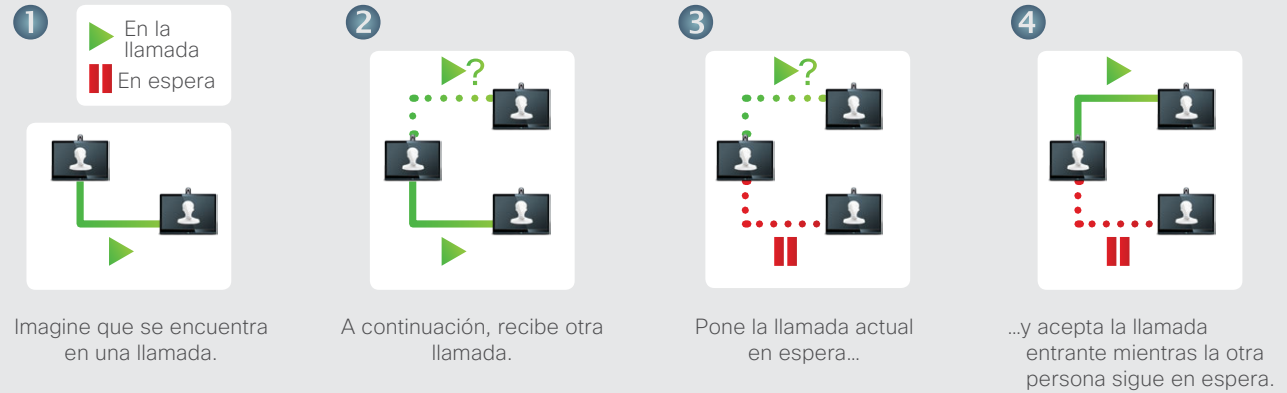 1
En la
llamada
En espera
Imagine que se encuentra
en una llamada.
2
?
A continuación, recibe otra
llamada.
3
?
Pone la llamada actual
en espera...
4
...y acepta la llamada
entrante mientras la otra
persona sigue en espera.